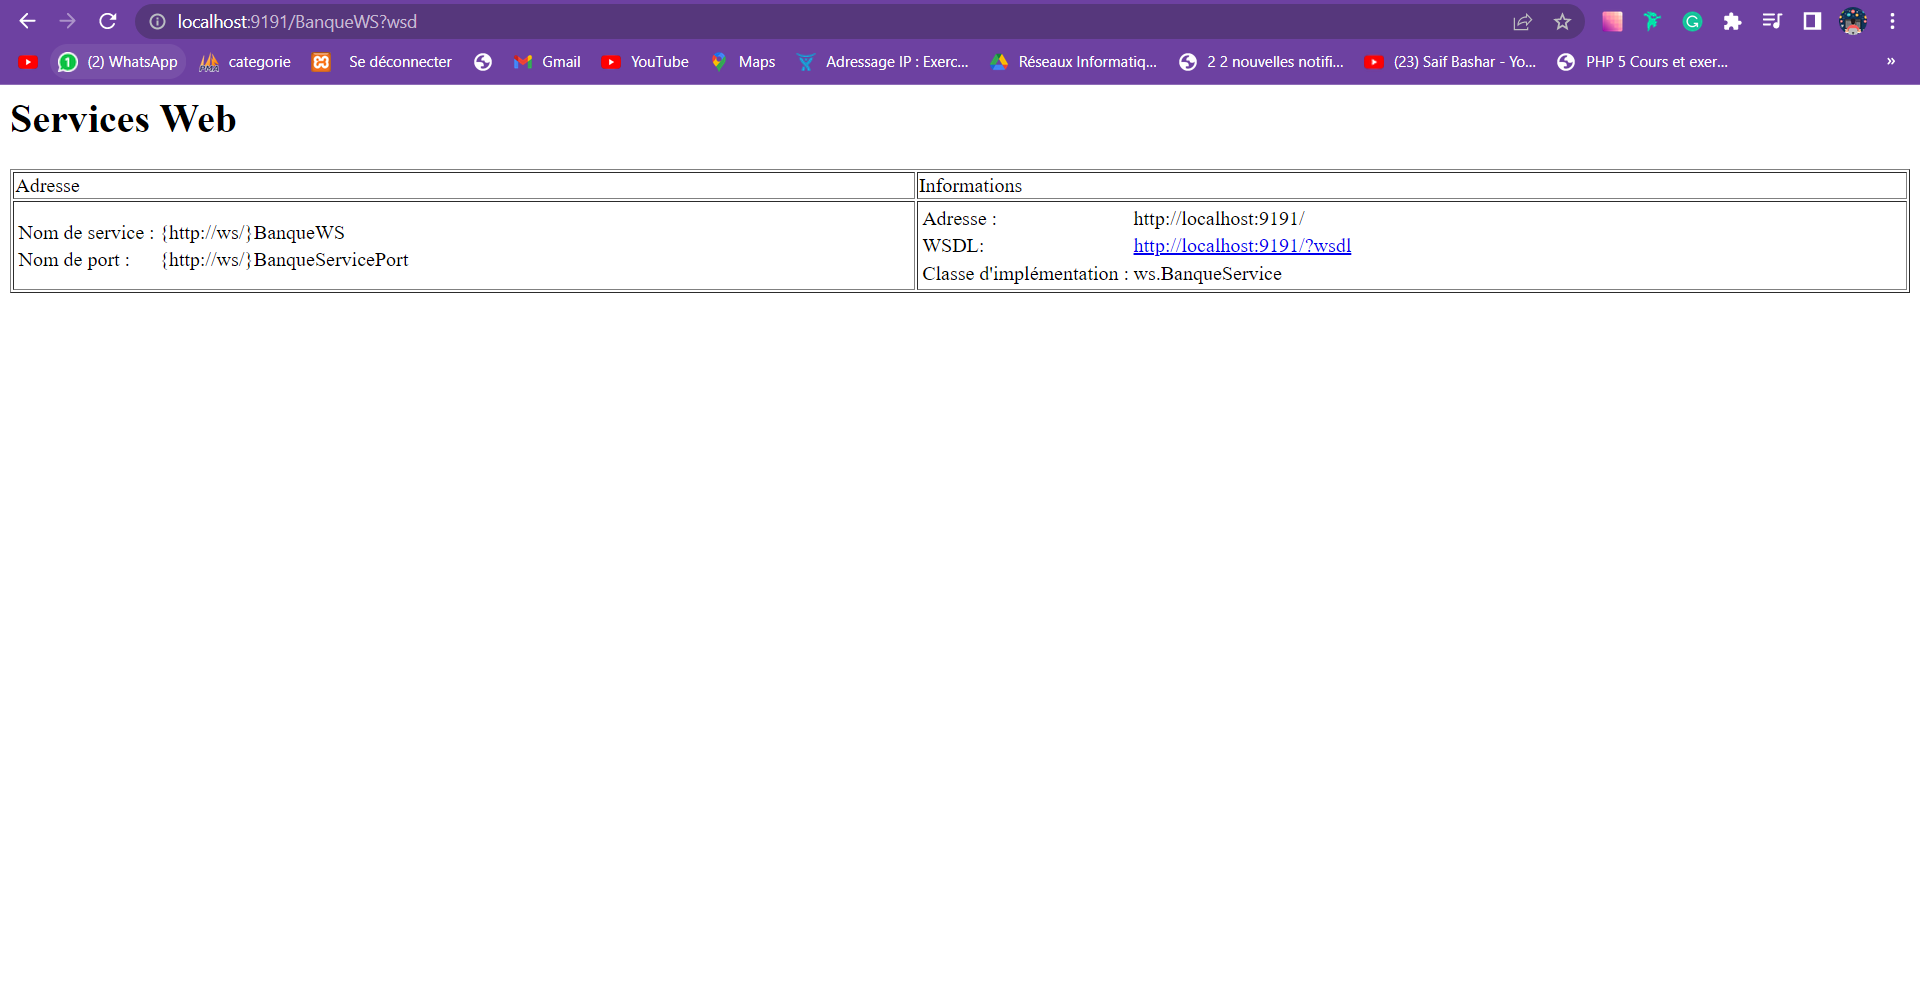 localhost:9191/BanqueWS?wsd
(2) WhatsApp categorie Se déconnecter Gmail YouTube Maps Adressage IP : Exerc... Réseaux Informatiq... 2 2 nouvelles notifi... (23) Saif Bashar - Yo... PHP 5 Cours et exer... »
Services Web
Adresse Informations
Nom de service : {http://ws/}BanqueWS
Nom de port : {http://ws/}BanqueServicePort
Adresse : http://localhost:9191/
WSDL: http://localhost:9191/?wsdl
Classe d'implémentation : ws.BanqueService